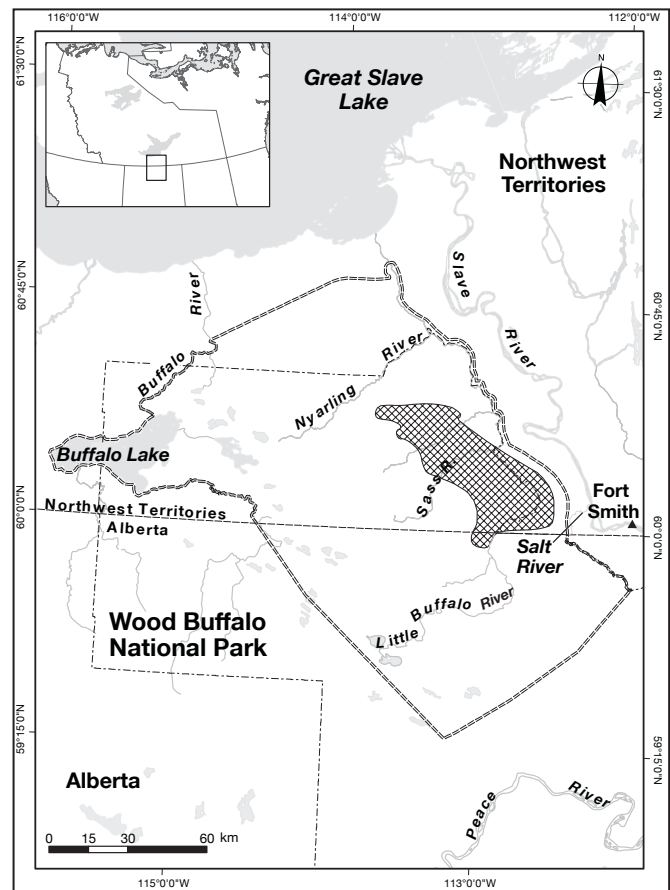 116°0'0"W
114°0'0"W
112°0'0"W
61°30'0"N
61°30'0"N
Great Slave
Lake
N
Northwest
Territories
Slave
River
60°45'0"N
60°45'0"N
River
Buffalo
River
Nyarling
Buffalo Lake
Sass R.
Fort
Smith
60°0'0"N
60°0'0"N
Northwest Territories
Alberta
Salt
River
Wood Buffalo
National Park
Little
Buffalo
River
59°15'0"N
59°15'0"N
Alberta
Peace
River
0 15 30 60 km
115°0'0"W
113°0'0"W